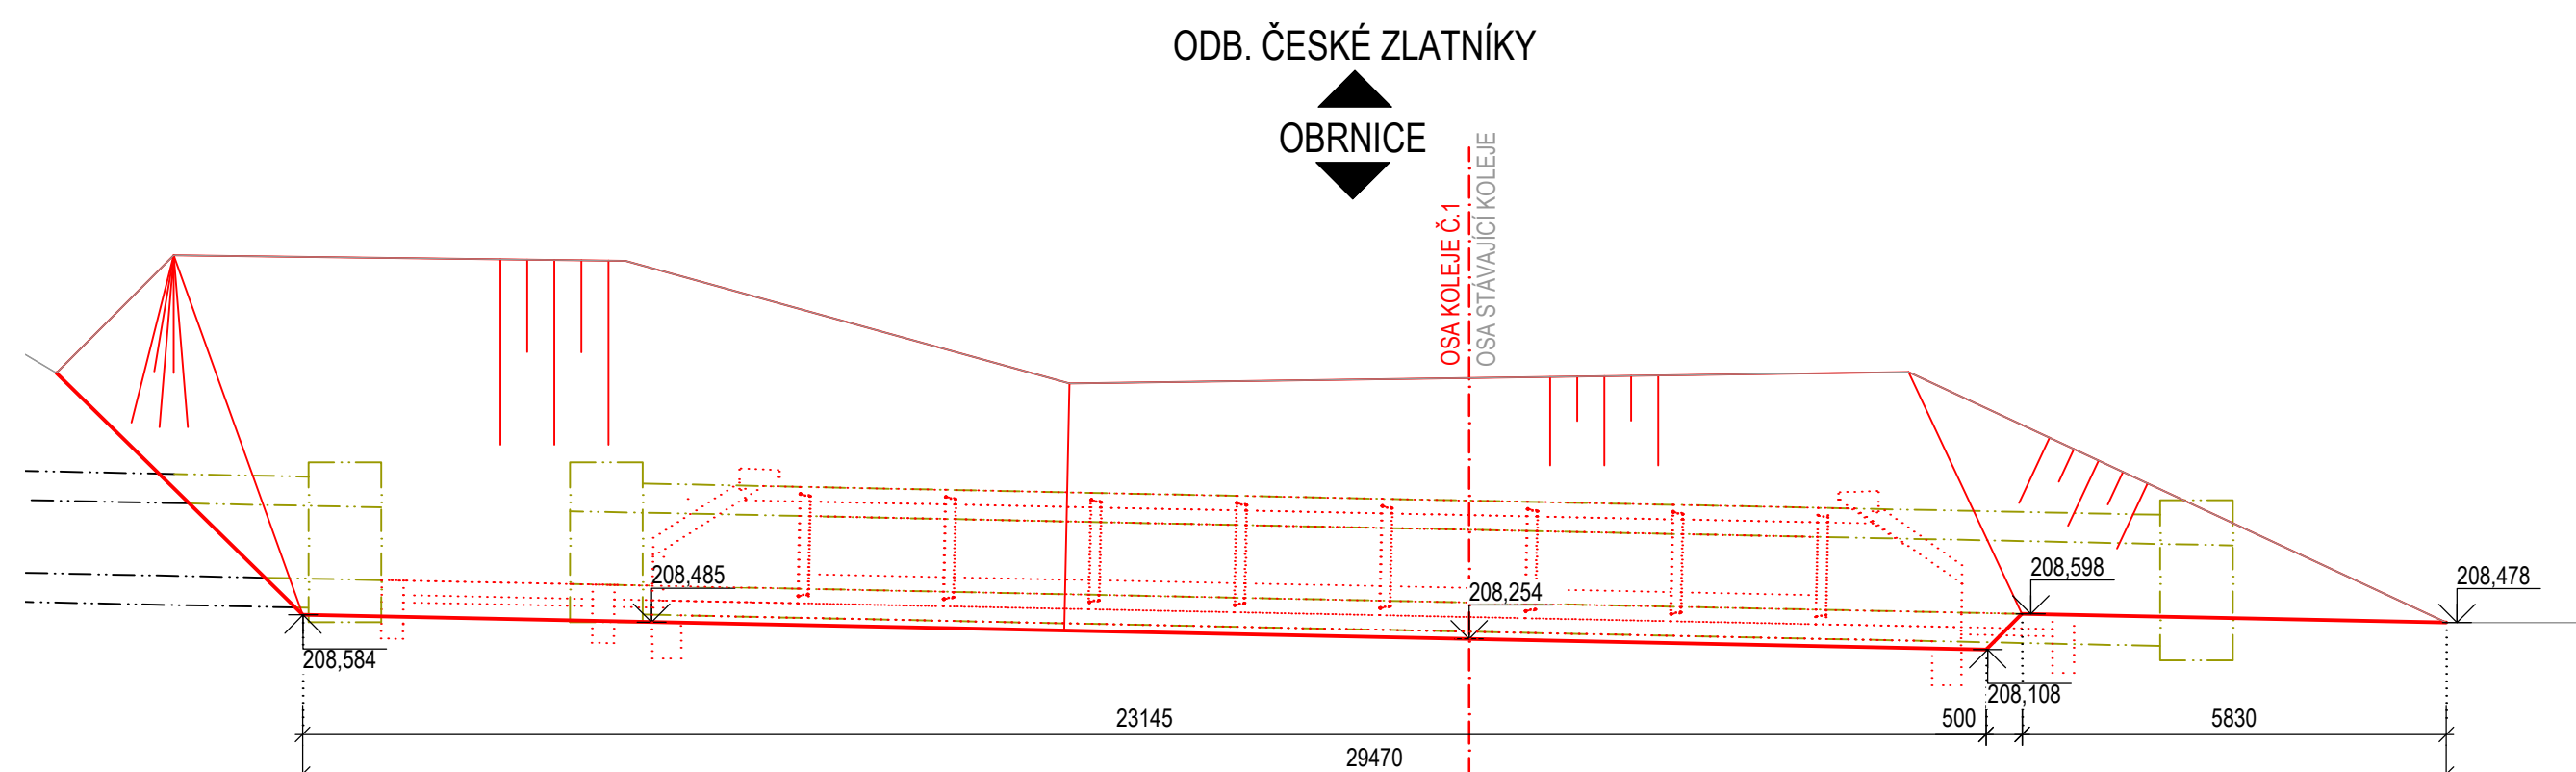 ODB. ČESKÉ ZLATNÍKY
OBRNICE
OSA KOLEJE Č.1
OSA STÁVAJÍCÍ KOLEJE
208,485
208,254
208,598
208,478
208,584
208,108
23145
500
5830
29470